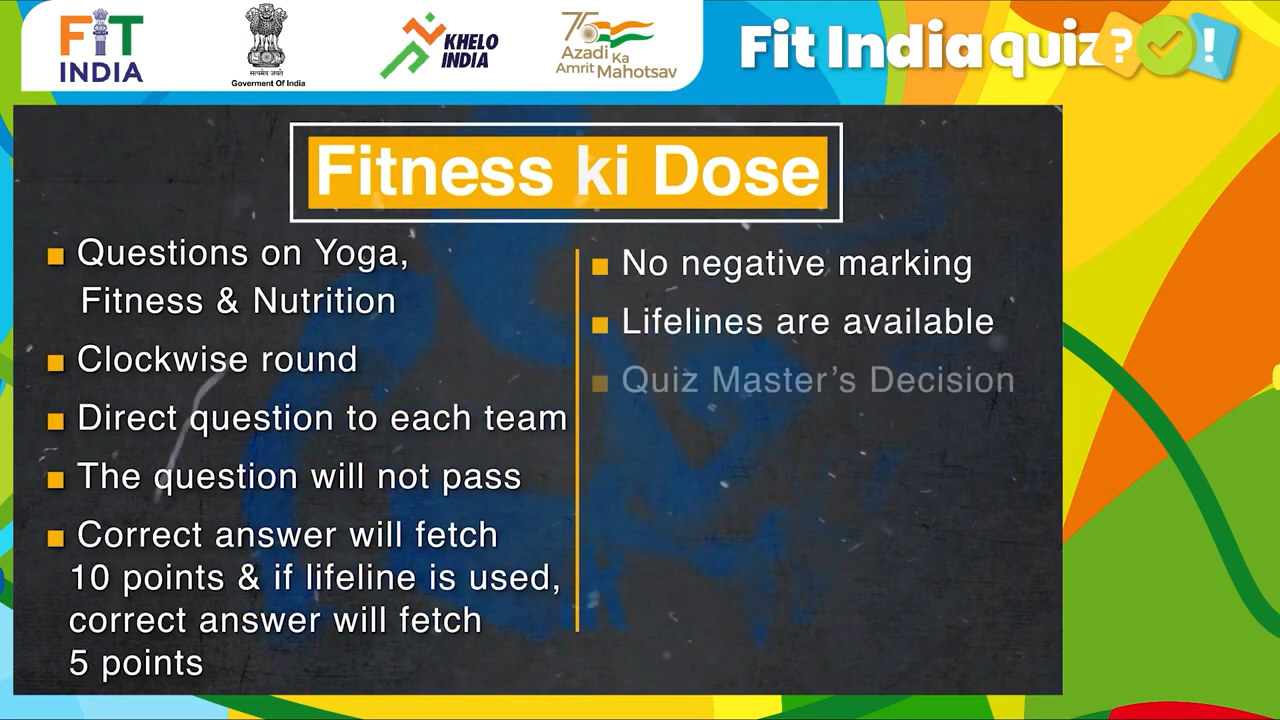 FIT
INDIA
सत्यमेव जयते
Goverment Of India
KHELO
INDIA
75
Azadi Ka
Amrit Mahotsav
Fit India quiz?!
Fitness ki Dose
Questions on Yoga,
Fitness & Nutrition
Clockwise round
Direct question to each team
The question will not pass
Correct answer will fetch
10 points & if lifeline is used,
correct answer will fetch
5 points
No negative marking
Lifelines are available
Quiz Master’s Decision